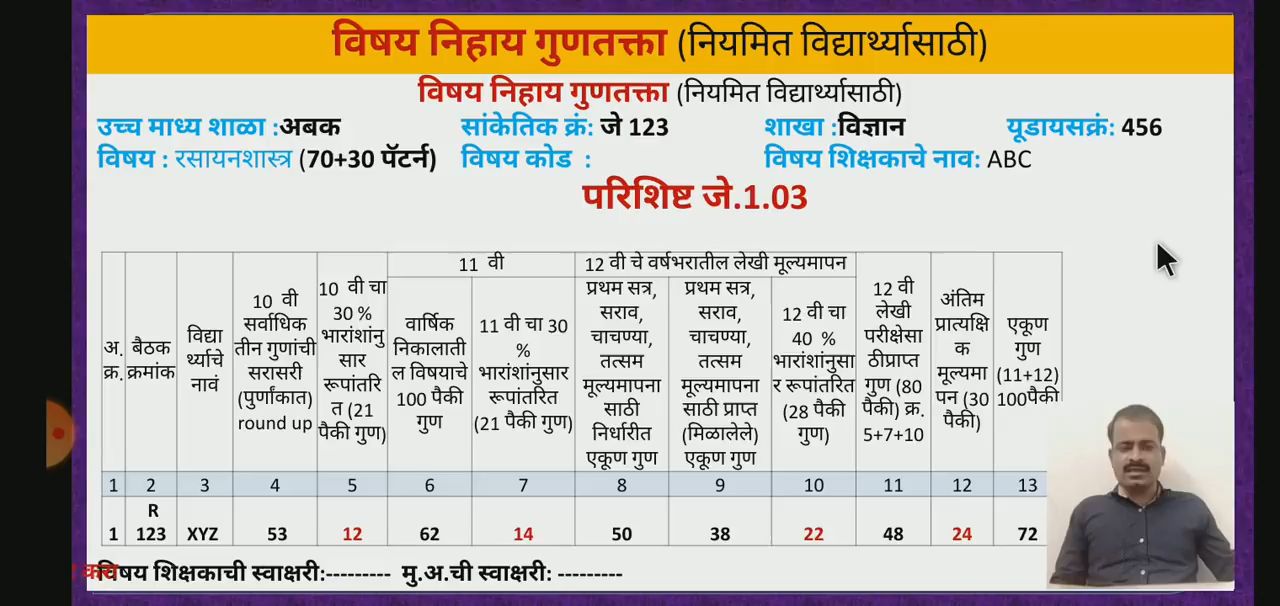 विषय निहाय गुणतक्ता (नियमित विद्यार्थ्यासाठी)
विषय निहाय गुणतक्ता (नियमित विद्यार्थ्यासाठी)
उच्च माध्य शाळा :अबक सांकेतिक क्रं: जे 123 शाखा :विज्ञान यूडायसक्रं: 456
विषय : रसायनशास्त्र (70+30 पॅटर्न) विषय कोड : विषय शिक्षकाचे नाव: ABC
परिशिष्ट जे.1.03
अ.
क्र.
बैठक
क्रमांक
विद्या
र्थ्याचे
नावं
10 वी
सर्वाधिक
तीन गुणांची
सरासरी
(पुर्णांकात)
round up
10 वी चा
30 %
भारांशांनु
सार
रूपांतरि
त (21
पैकी गुण)
11 वी
वार्षिक
निकालाती
ल विषयाचे
100 पैकी
गुण
11 वी चा 30
%
भारांशांनुसार
रूपांतरित
(21 पैकी गुण)
12 वी चे वर्षभरातील लेखी मूल्यमापन
प्रथम सत्र,
सराव,
चाचण्या,
तत्सम
मूल्यमापना
साठी
निर्धारीत
एकूण गुण
प्रथम सत्र,
सराव,
चाचण्या,
तत्सम
मूल्यमापना
साठी प्राप्त
(मिळालेले)
एकूण गुण
12 वी चा
40 %
भारांशांनुसा
र रूपांतरित
(28 पैकी
गुण)
12 वी
लेखी
परीक्षेसा
ठीप्राप्त
गुण (80
पैकी) क्र.
5+7+10
अंतिम
प्रात्यक्षि
क
मूल्यमा
पन (30
पैकी)
एकूण
गुण
(11+12)
100पैकी
1 2 3 4 5 6 7 8 9 10 11 12 13
1 R 123 XYZ 53 12 62 14 50 38 22 48 24 72
विषय शिक्षकाची स्वाक्षरी:--------- मु.अ.ची स्वाक्षरी: ---------